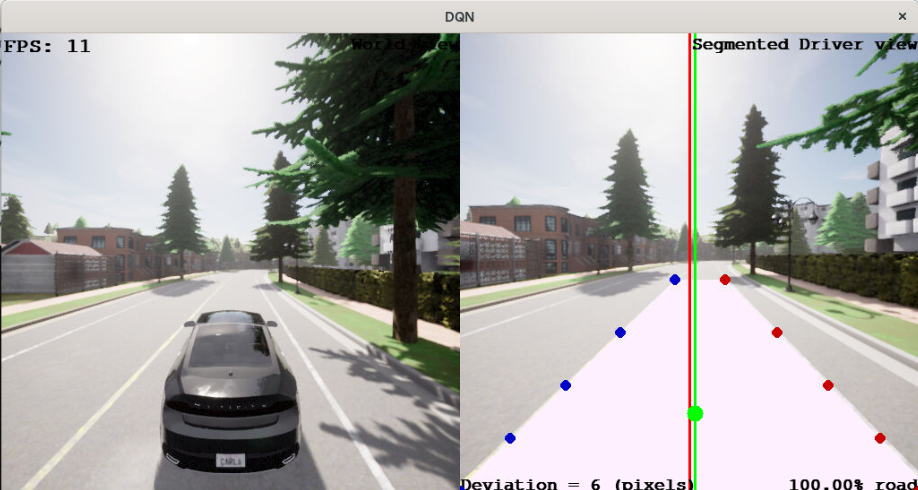 DQN
×
FPS: 11
World View
Segmented Driver view
CARLA
Deviation = 6 (pixels)
100.00% road